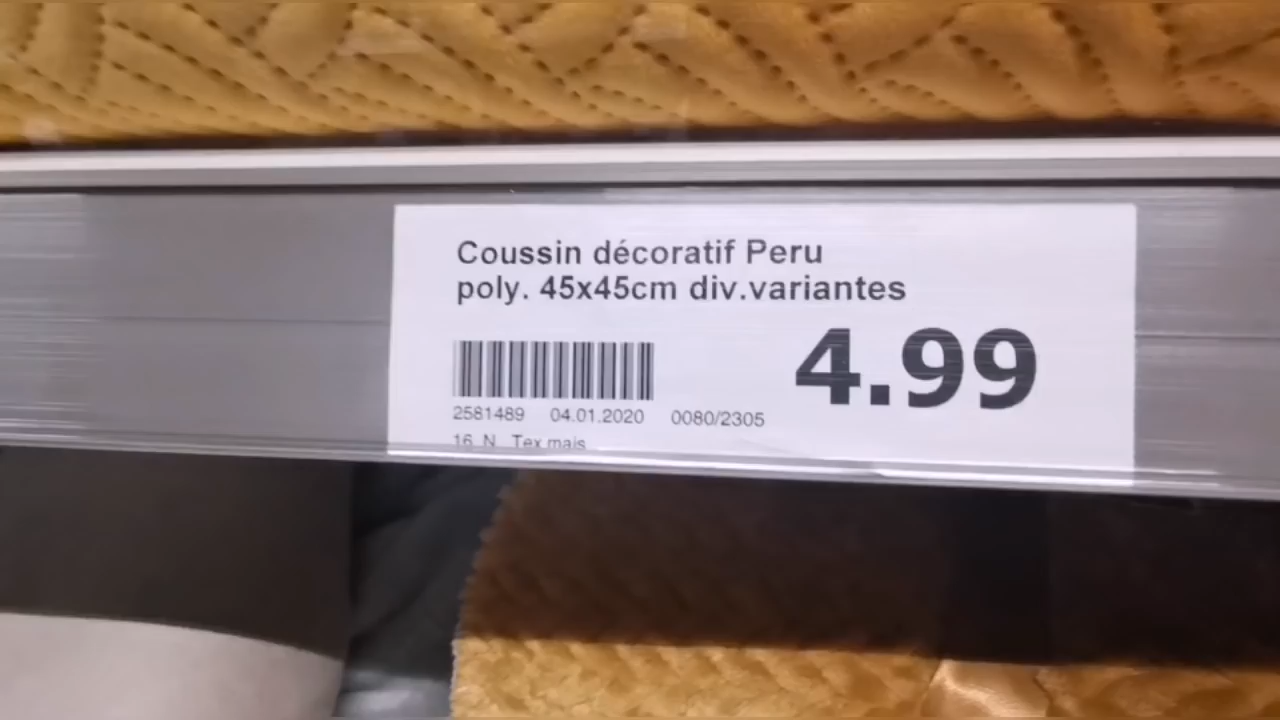 Coussin décoratif Peru
poly. 45x45cm div.variantes
4.99
2581489 04.01.2020 0080/2305
16 N Tex mais